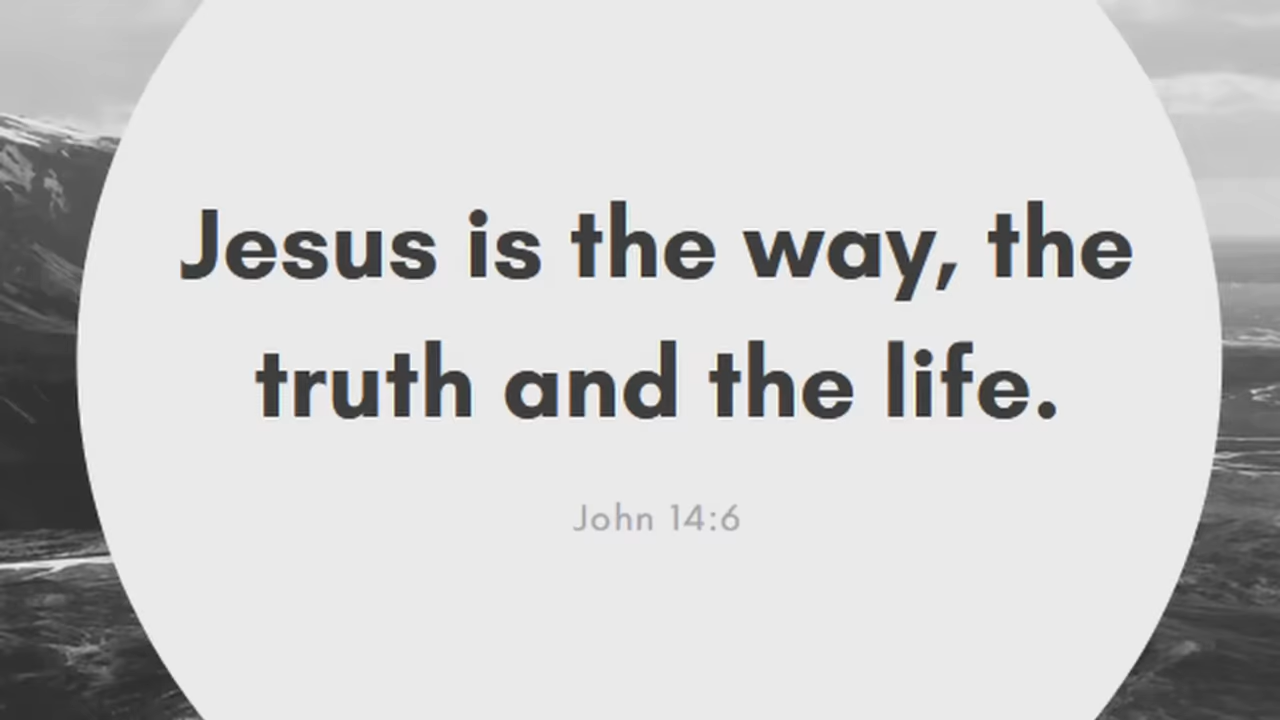 Jesus is the way, the
truth and the life.
John 14:6